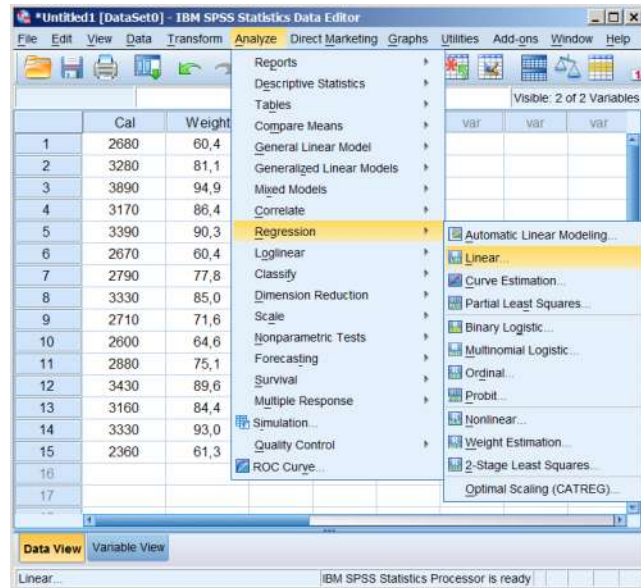 *Untitled1 [DataSet0] - IBM SPSS Statistics Data Editor
File Edit View Data Transform Analyze Direct Marketing Graphs Utilities Add-ons Window Help
Visible: 2 of 2 Variables
Cal Weight var var var
1 2680 60,4
2 3280 81,1
3 3890 94,9
4 3170 86,4
5 3390 90,3
6 2670 60,4
7 2790 77,8
8 3330 85,0
9 2710 71,6
10 2600 64,6
11 2880 75,1
12 3430 89,6
13 3160 84,4
14 3330 93,0
15 2360 61,3
16
17
Reports
Descriptive Statistics
Tables
Compare Means
General Linear Model
Generalized Linear Models
Mixed Models
Correlate
Regression
Loglinear
Classify
Dimension Reduction
Scale
Nonparametric Tests
Forecasting
Survival
Multiple Response
Simulation...
Quality Control
ROC Curve...
Automatic Linear Modeling...
Linear...
Curve Estimation...
Partial Least Squares...
Binary Logistic...
Multinomial Logistic...
Ordinal...
Probit...
Nonlinear...
Weight Estimation...
2-Stage Least Squares...
Optimal Scaling (CATREG)...
Data View Variable View
Linear... IBM SPSS Statistics Processor is ready